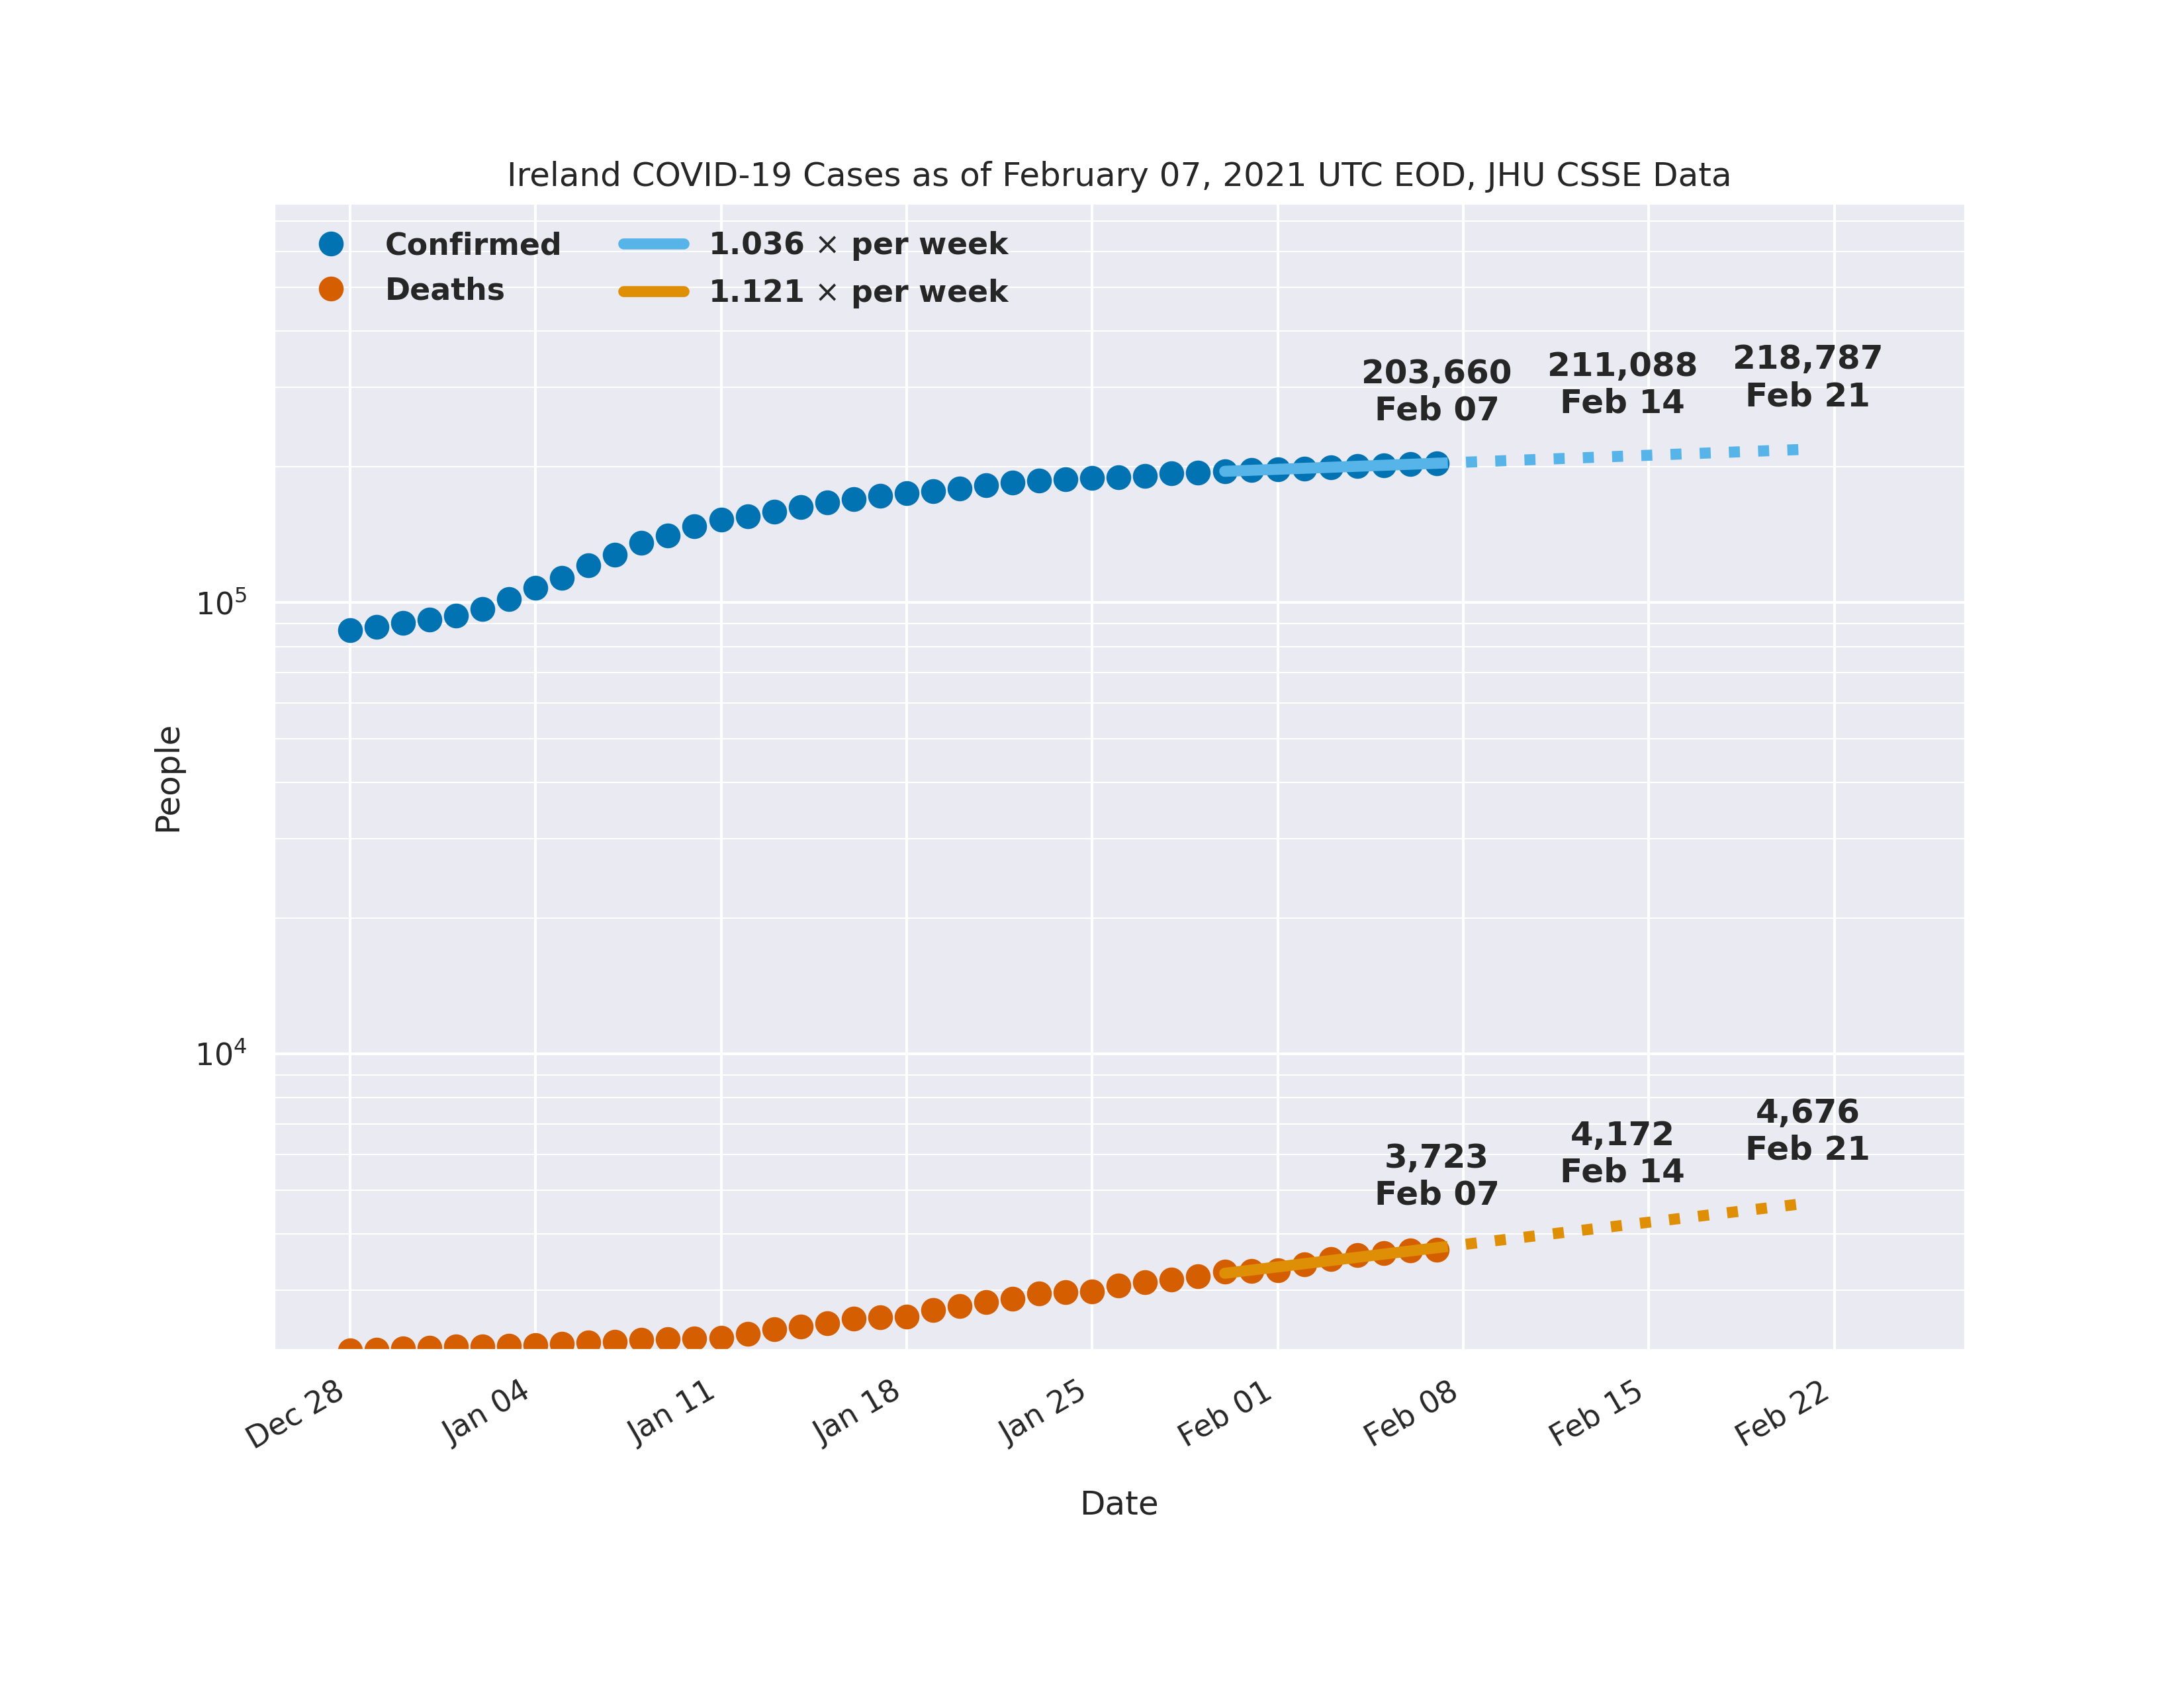 Ireland COVID-19 Cases as of February 07, 2021 UTC EOD, JHU CSSE Data
Confirmed
Deaths
1.036 × per week
1.121 × per week
203,660
Feb 07
211,088
Feb 14
218,787
Feb 21
10⁵
People
10⁴
3,723
Feb 07
4,172
Feb 14
4,676
Feb 21
Dec 28
Jan 04
Jan 11
Jan 18
Jan 25
Feb 01
Feb 08
Feb 15
Feb 22
Date